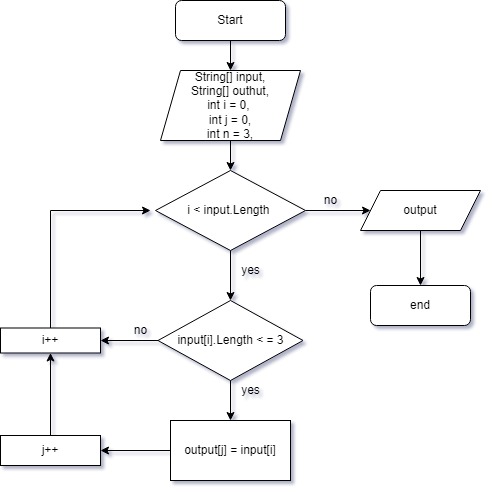 Start
String[] input,
String[] outhut,
int i = 0,
int j = 0,
int n = 3,
i < input.Length
no
output
yes
end
input[i].Length < = 3
no
i++
yes
output[j] = input[i]
j++